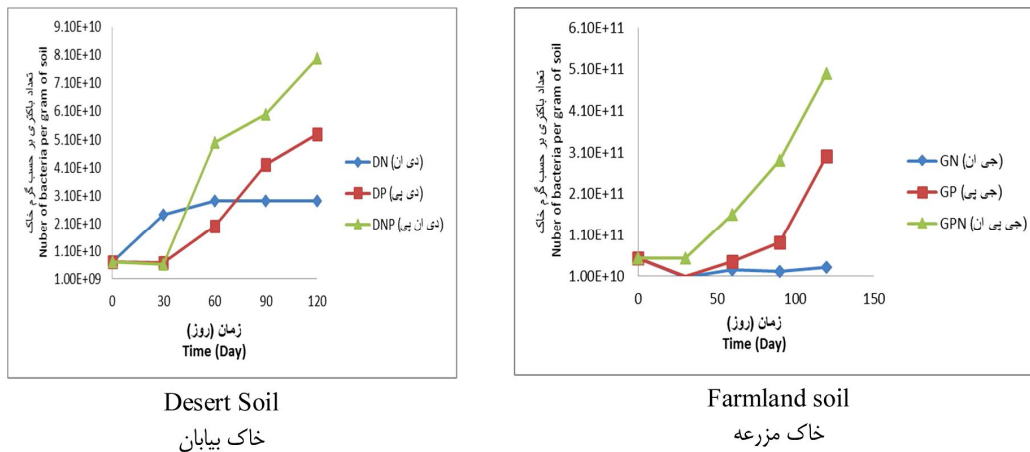 9.10E+10
8.10E+10
7.10E+10
6.10E+10
5.10E+10
4.10E+10
3.10E+10
2.10E+10
1.10E+10
1.00E+09
تعداد باکتری بر حسب گرم خاک
Nuber of bacteria per gram of soil
0 30 60 90 120
زمان (روز)
Time (Day)
DN (دی ان)
DP (دی پی)
DNP (دی ان پی)
Desert Soil
خاک بیابان
6.10E+11
5.10E+11
4.10E+11
3.10E+11
2.10E+11
1.10E+11
1.00E+10
تعداد باکتری بر حسب گرم خاک
Nuber of bacteria per gram of soil
0 50 100 150
زمان (روز)
Time (Day)
GN (جی ان)
GP (جی پی)
GPN (جی پی ان)
Farmland soil
خاک مزرعه